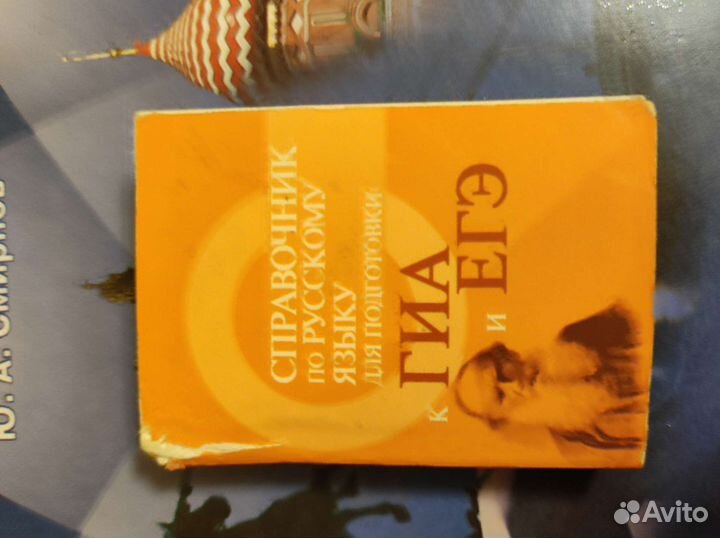 СПРАВОЧНИК
ПО РУССКОМУ
ЯЗЫКУ
ДЛЯ ПОДГОТОВКИ
К ГИА
И ЕГЭ
Ю. А. Смирнов
Avito